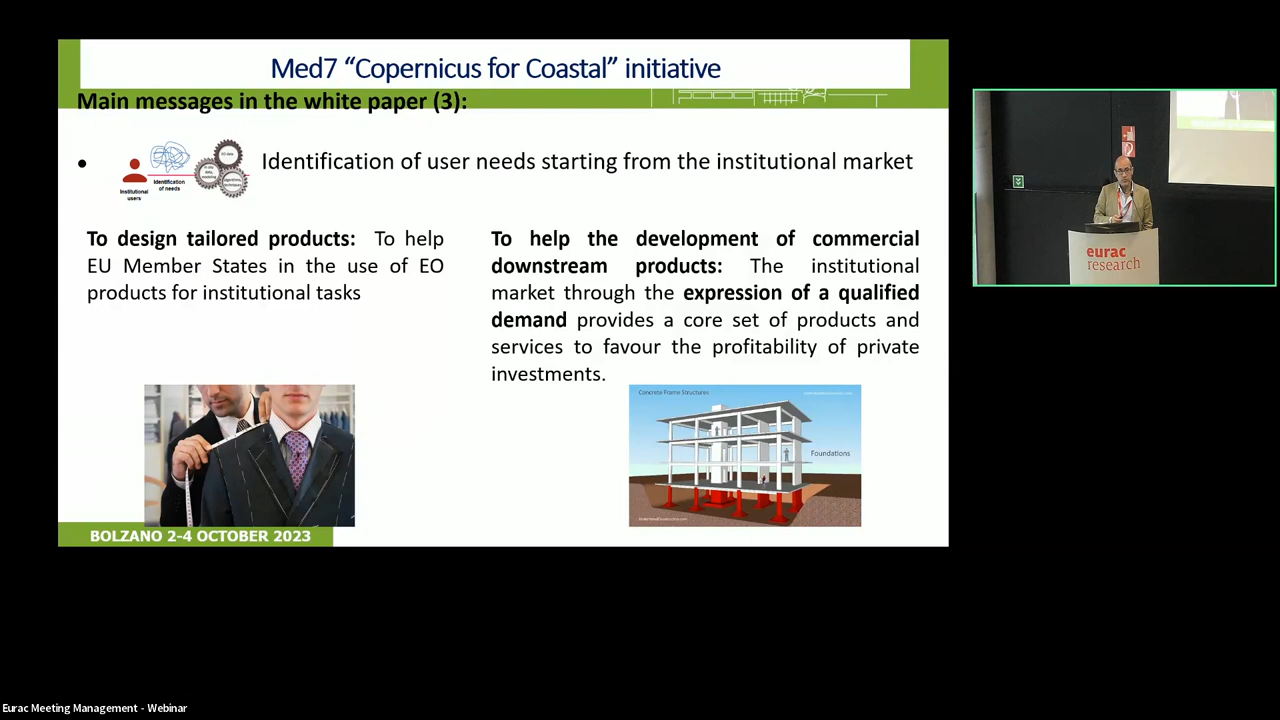 Med7 “Copernicus for Coastal” initiative
Main messages in the white paper (3):
• Identification of user needs starting from the institutional market
Institutional users
Identification of needs
To design tailored products: To help
EU Member States in the use of EO
products for institutional tasks
To help the development of commercial
downstream products: The institutional
market through the expression of a qualified
demand provides a core set of products and
services to favour the profitability of private
investments.
Concrete Frame Structures
Foundations
BOLZANO 2-4 OCTOBER 2023
eurac
research
Eurac Meeting Management - Webinar